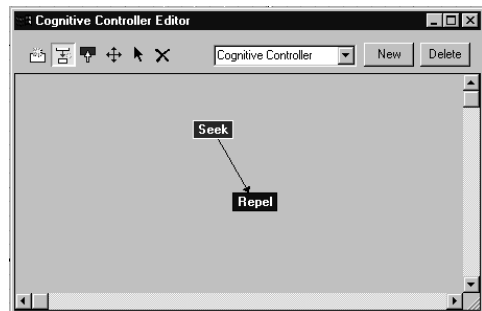 Cognitive Controller Editor
Cognitive Controller New Delete
Seek
Repel